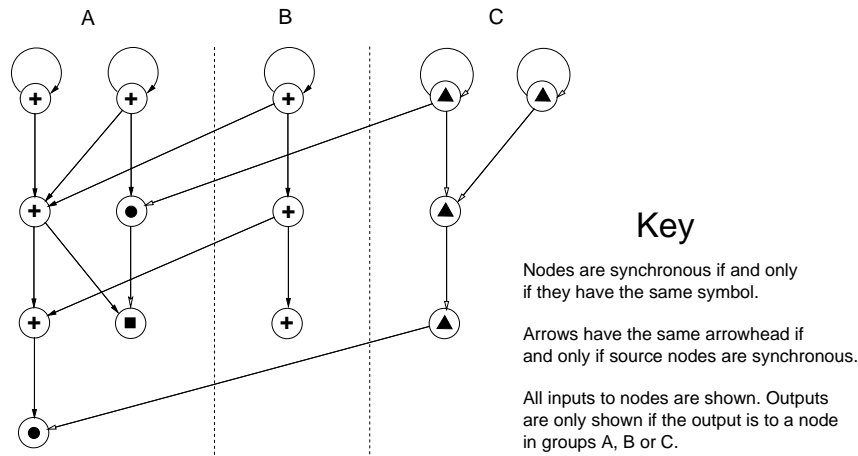 A B C
Key
Nodes are synchronous if and only
if they have the same symbol.
Arrows have the same arrowhead if
and only if source nodes are synchronous.
All inputs to nodes are shown. Outputs
are only shown if the output is to a node
in groups A, B or C.